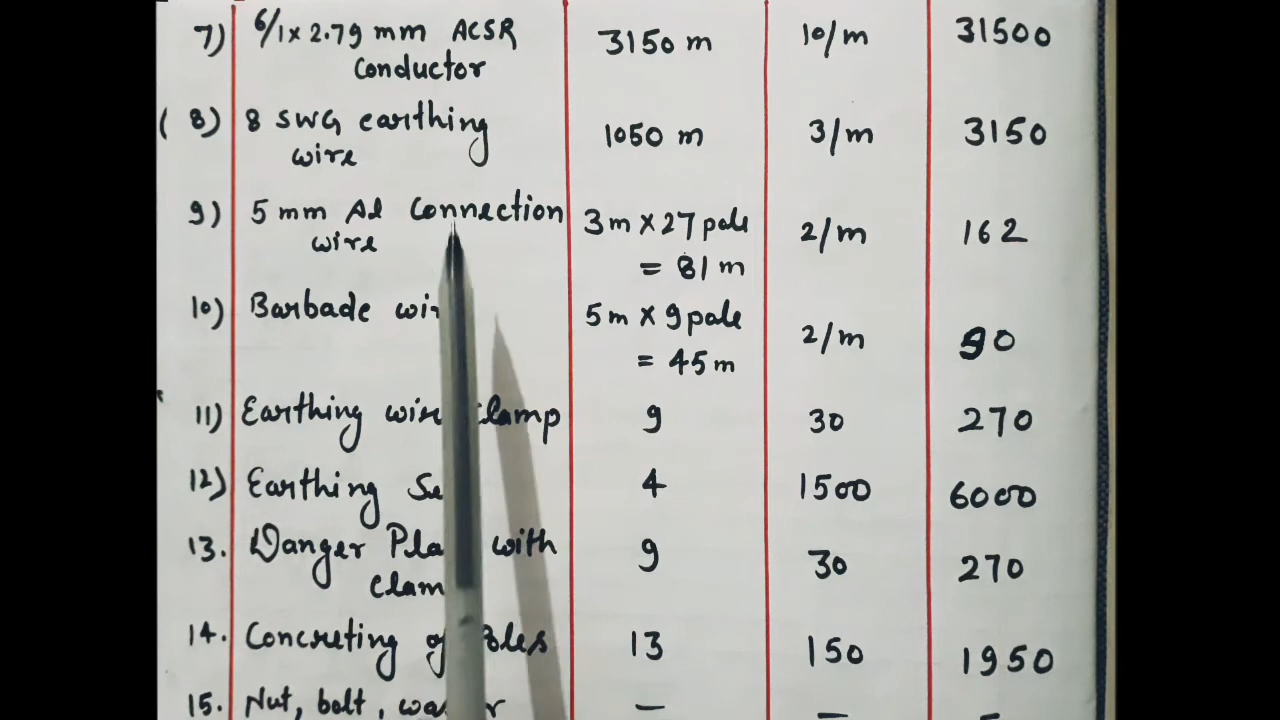 7) 6/1x2.79 mm ACSR 3150 m 10/m 31500
Conductor
(8) 8 SWG earthing 1050 m 3/m 3150
wire
9) 5 mm Al Connection 3m x 27 pole 2/m 162
wire = 81 m
10) Barbade 5m x 9 pole 2/m 90
= 45 m
11) Earthing 9 30 270
12) Earthing 4 1500 6000
13. Danger with 9 30 270
14. Concreting 13 150 1950
15. Nut, bolt, — — —